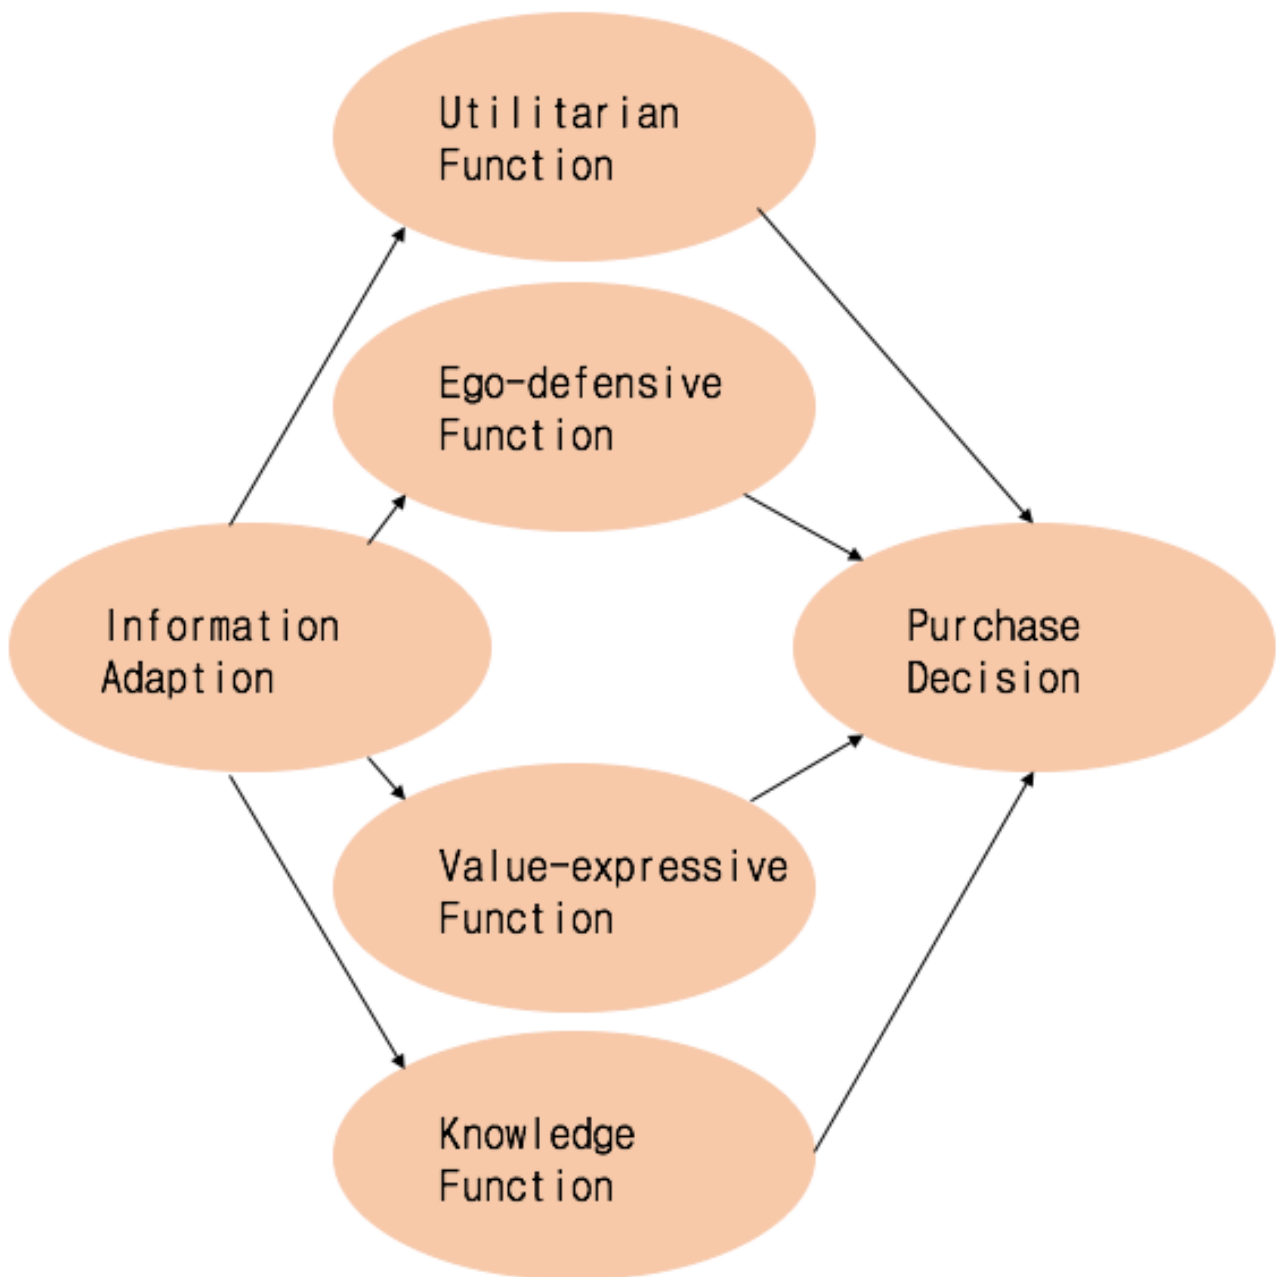 Utilitarian
Function
Ego-defensive
Function
Information
Adaption
Purchase
Decision
Value-expressive
Function
Knowledge
Function